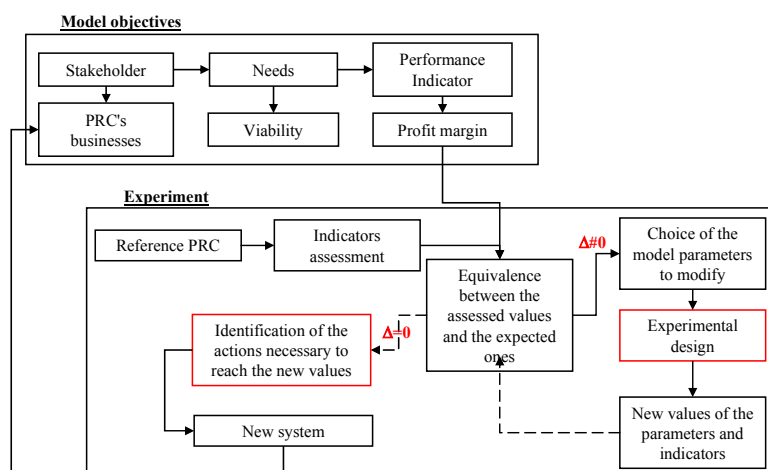 Model objectives
Stakeholder
Needs
Performance
Indicator
PRC's
businesses
Viability
Profit margin
Experiment
Reference PRC
Indicators
assessment
Δ#0
Choice of the
model parameters
to modify
Equivalence
between the
assessed values
and the expected
ones
Identification of the
actions necessary to
reach the new values
Δ=0
Experimental
design
New system
New values of the
parameters and
indicators